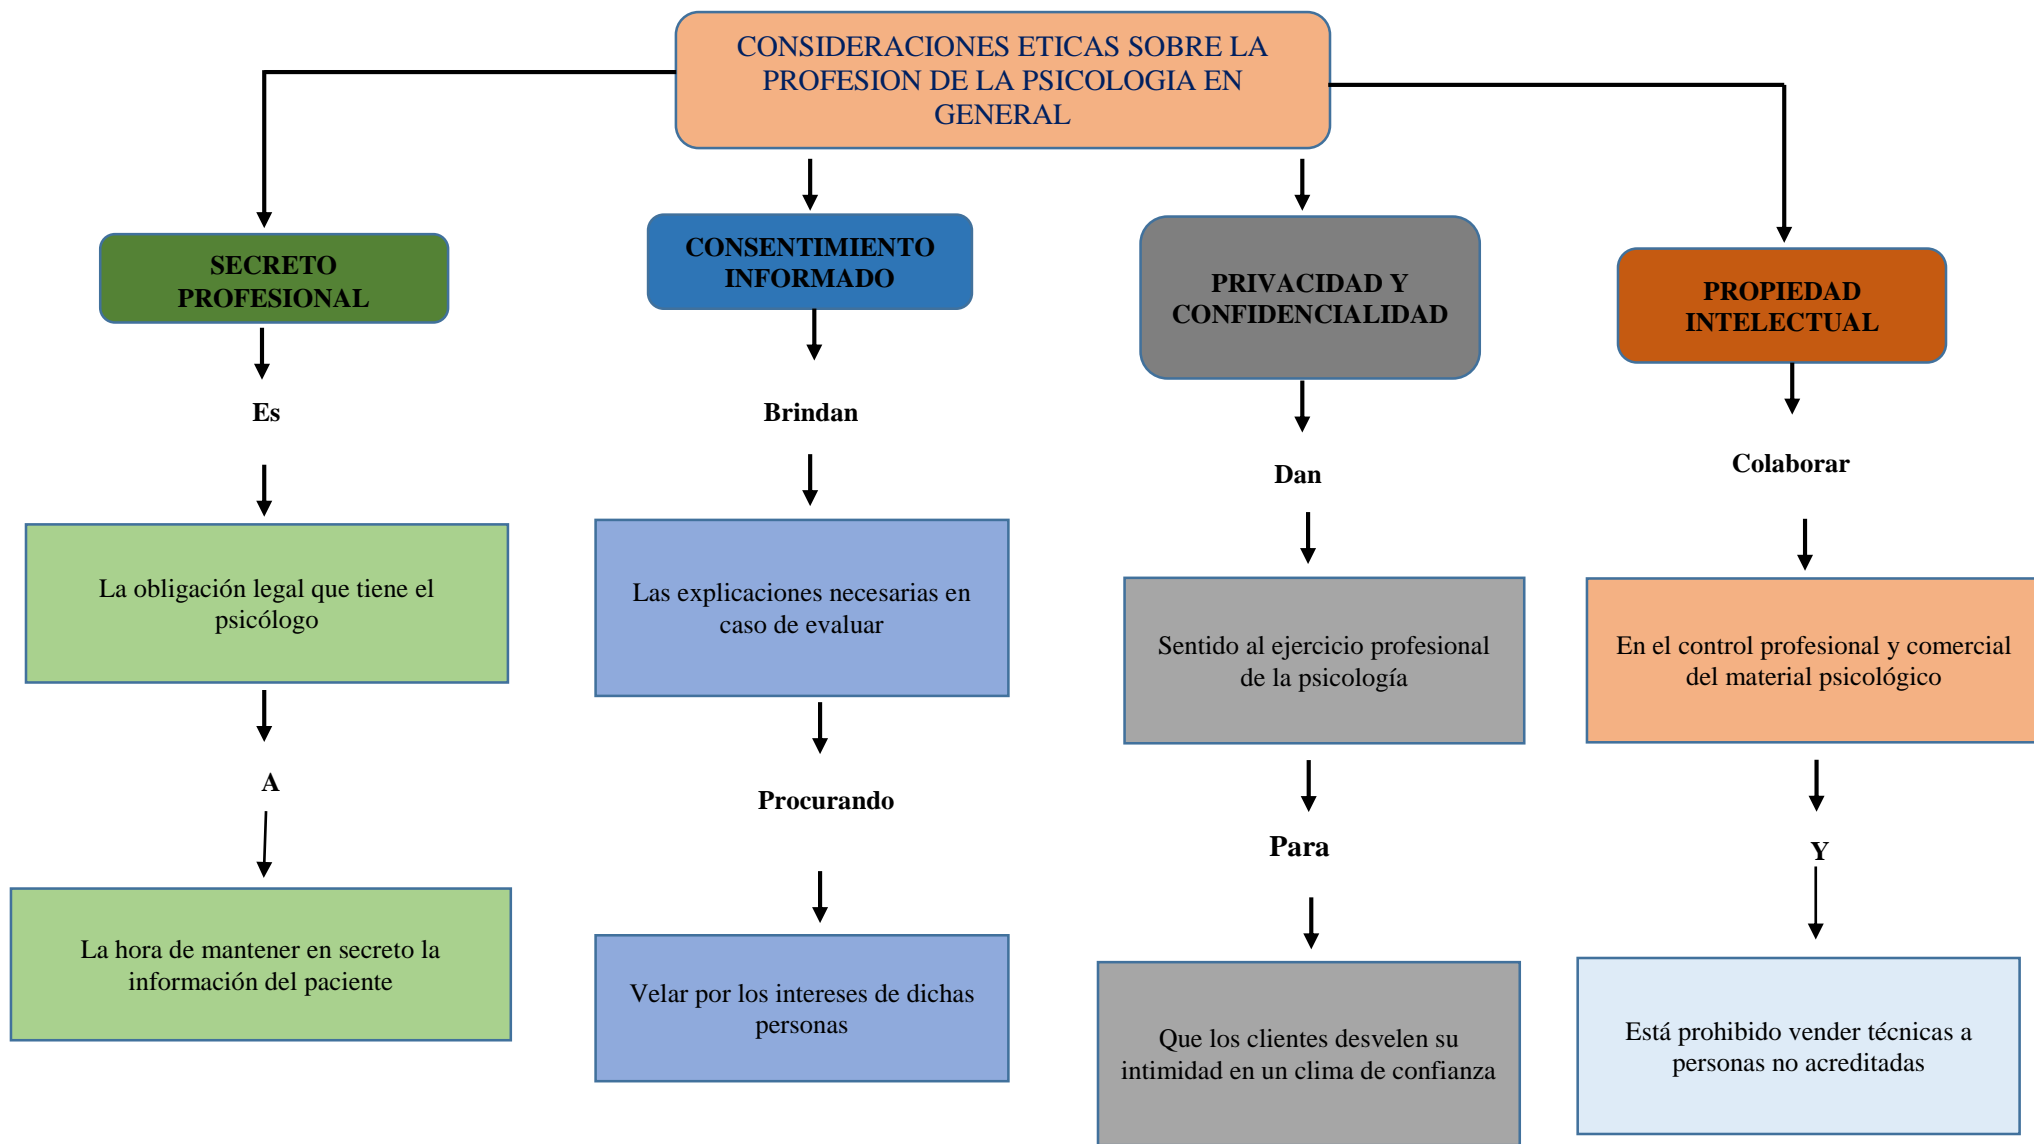 CONSIDERACIONES ETICAS SOBRE LA
PROFESION DE LA PSICOLOGIA EN
GENERAL
SECRETO
PROFESIONAL
Es
La obligación legal que tiene el
psicólogo
A
La hora de mantener en secreto la
información del paciente
CONSENTIMIENTO
INFORMADO
Brindan
Las explicaciones necesarias en
caso de evaluar
Procurando
Velar por los intereses de dichas
personas
PRIVACIDAD Y
CONFIDENCIALIDAD
Dan
Sentido al ejercicio profesional
de la psicología
Para
Que los clientes desvelen su
intimidad en un clima de confianza
PROPIEDAD
INTELECTUAL
Colaborar
En el control profesional y comercial
del material psicológico
Y
Está prohibido vender técnicas a
personas no acreditadas